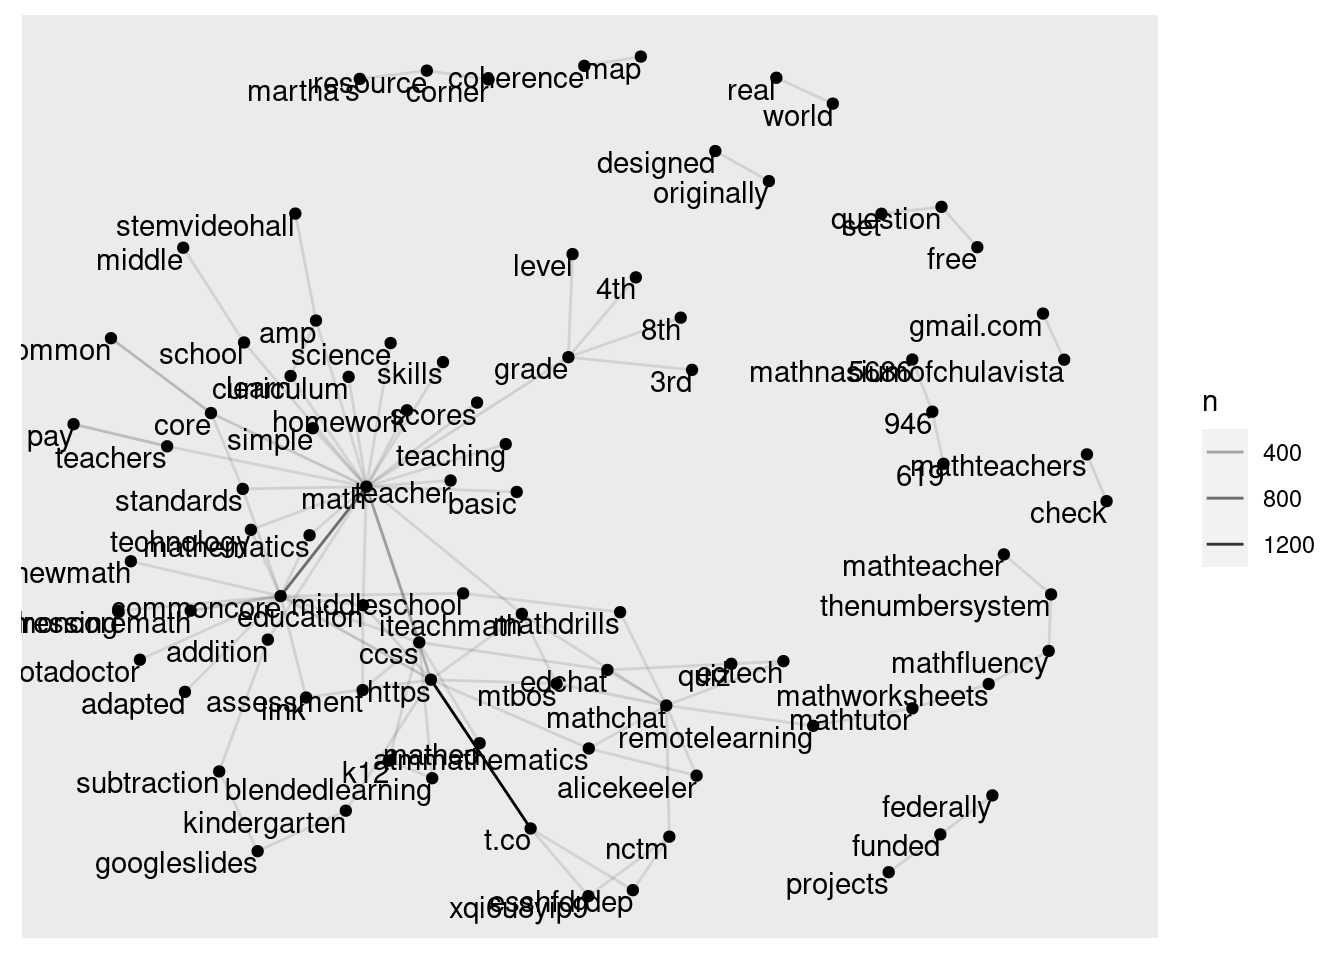 martha's
resource
corner
coherence
map
real
world
designed
originally
stemvideohall
middle
question
set
free
level
4th
8th
3rd
grade
gmail.com
mathnasiumofchulavista
5686
946
619
mathteachers
check
ommon
school
amp
science
curriculum
learn
skills
core
simple
homework
scores
pay
teachers
teaching
standards
math
teacher
basic
technology
mathematics
newmath
commoncore
education
middleschool
iteachmath
mathdrills
addition
otadoctor
adapted
assessment
link
ccss
https
mtbos
edchat
quiz
edtech
mathchat
remotelearning
mathtutor
mathworksheets
mathfluency
thenumbersystem
mathteacher
mathed
k12
blendedlearning
alicekeeler
subtraction
kindergarten
googleslides
t.co
nctm
federally
funded
projects
n
400
800
1200